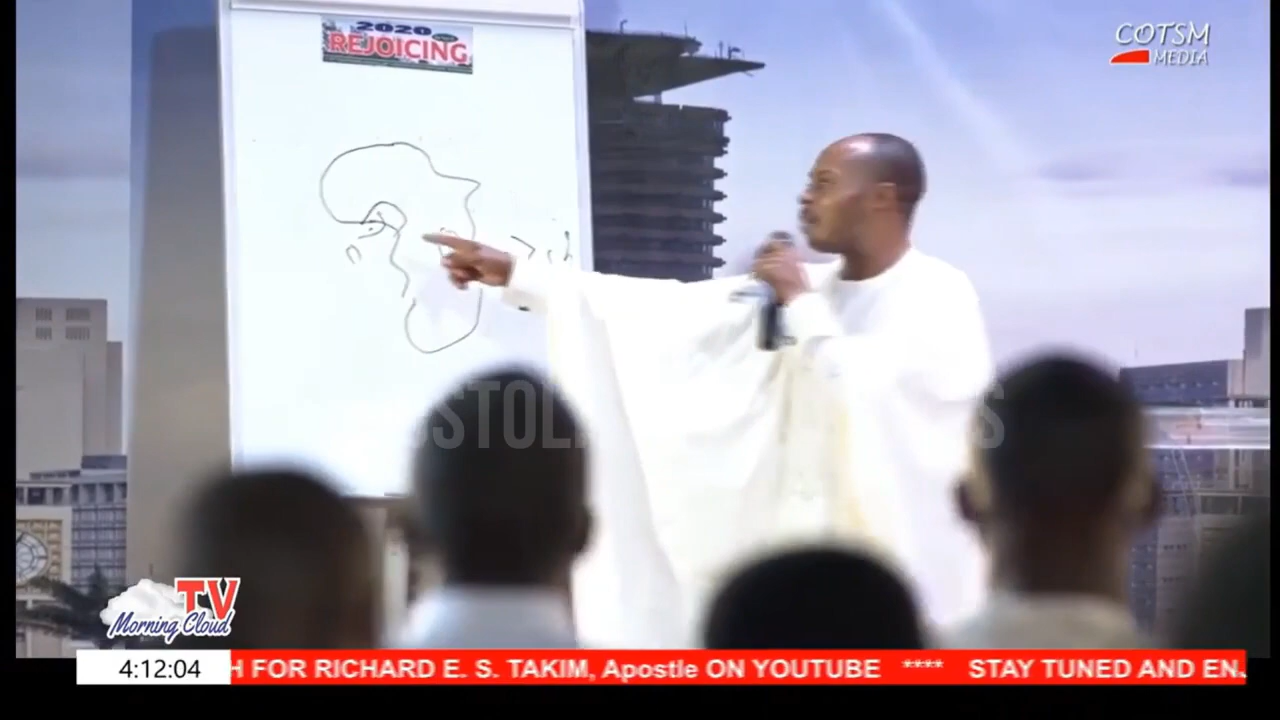 2020
REJOICING
COTSM
MEDIA
TV
Morning Cloud
4:12:04
H FOR RICHARD E. S. TAKIM, Apostle ON YOUTUBE **** STAY TUNED AND EN